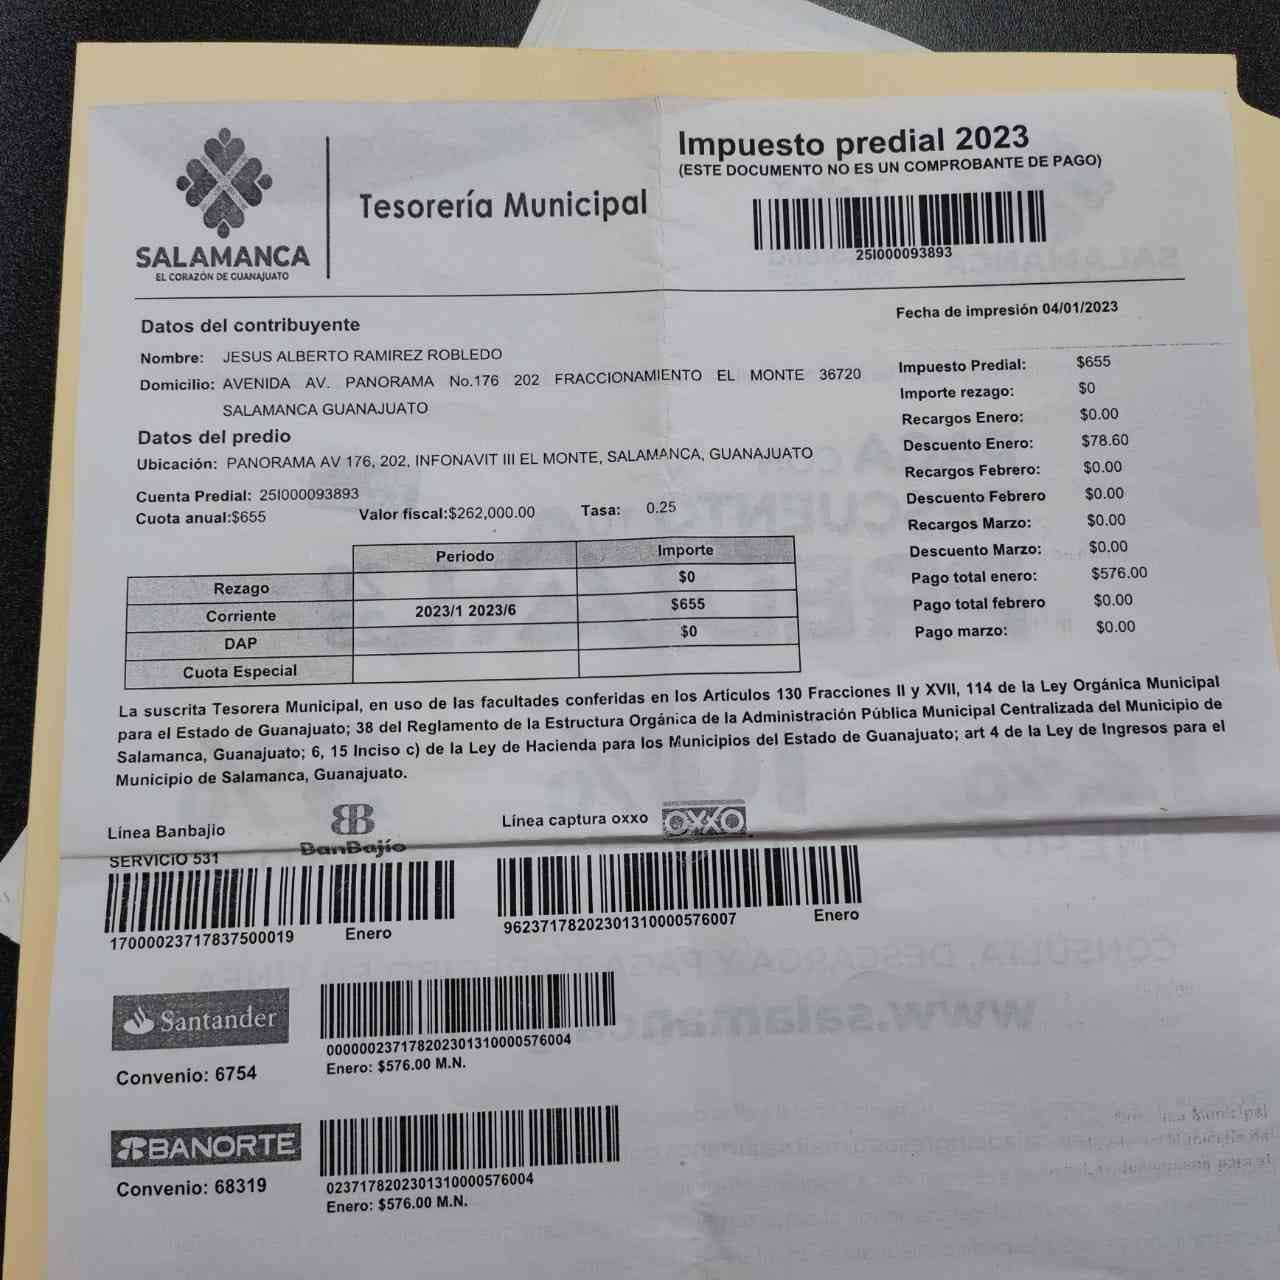 SALAMANCA
EL CORAZÓN DE GUANAJUATO
Tesorería Municipal
Impuesto predial 2023
(ESTE DOCUMENTO NO ES UN COMPROBANTE DE PAGO)
25I000093893
Fecha de impresión 04/01/2023
Datos del contribuyente
Nombre: JESUS ALBERTO RAMIREZ ROBLEDO
Domicilio: AVENIDA AV. PANORAMA No.176 202 FRACCIONAMIENTO EL MONTE 36720
SALAMANCA GUANAJUATO
Datos del predio
Ubicación: PANORAMA AV 176, 202, INFONAVIT III EL MONTE, SALAMANCA, GUANAJUATO
Cuenta Predial: 25I000093893
Cuota anual:$655 Valor fiscal:$262,000.00 Tasa: 0.25
Impuesto Predial: $655
Importe rezago: $0
Recargos Enero: $0.00
Descuento Enero: $78.60
Recargos Febrero: $0.00
Descuento Febrero $0.00
Recargos Marzo: $0.00
Descuento Marzo: $0.00
Pago total enero: $576.00
Pago total febrero $0.00
Pago marzo: $0.00
Periodo Importe
Rezago $0
Corriente 2023/1 2023/6 $655
DAP $0
Cuota Especial
La suscrita Tesorera Municipal, en uso de las facultades conferidas en los Artículos 130 Fracciones II y XVII, 114 de la Ley Orgánica Municipal
para el Estado de Guanajuato; 38 del Reglamento de la Estructura Orgánica de la Administración Pública Municipal Centralizada del Municipio de
Salamanca, Guanajuato; 6, 15 Inciso c) de la Ley de Hacienda para los Municipios del Estado de Guanajuato; art 4 de la Ley de Ingresos para el
Municipio de Salamanca, Guanajuato.
Línea Banbajio
BanBajío
SERVICIO 531
17000023717837500019 Enero
Línea captura oxxo OXXO
96237178202301310000576007 Enero
Santander
Convenio: 6754
00000023717820230131000057​6004
Enero: $576.00 M.N.
BANORTE
Convenio: 68319
0237178202301310000576004
Enero: $576.00 M.N.